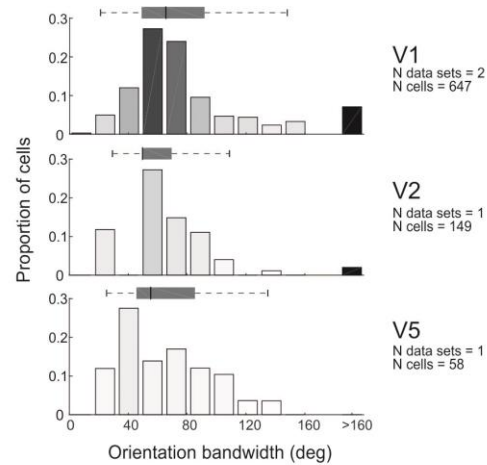 0.3
0.2
0.1
0
V1
N data sets = 2
N cells = 647
Proportion of cells
0.3
0.2
0.1
0
V2
N data sets = 1
N cells = 149
0.3
0.2
0.1
0
V5
N data sets = 1
N cells = 58
0 40 80 120 160 >160
Orientation bandwidth (deg)